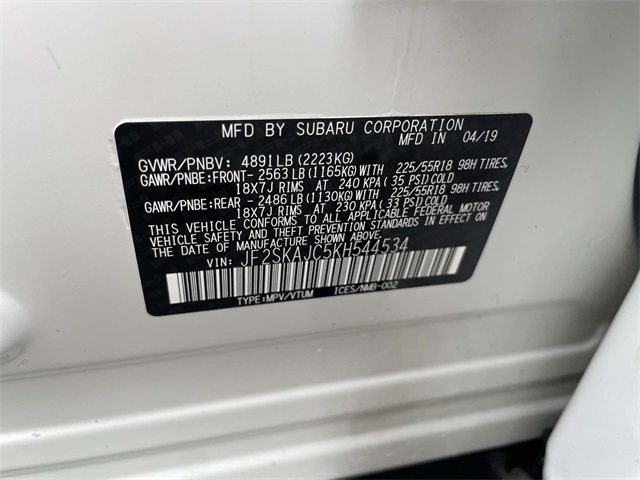 MFD BY SUBARU CORPORATION
MFD IN 04/19
GVWR/PNBV: 4891LB (2223KG)
GAWR/PNBE:FRONT- 2563 LB (1165KG)WITH 225/55R18 98H TIRES,
18X7J RIMS AT 240 KPA (35 PSI)COLD
GAWR/PNBE:REAR - 2486 LB (1130KG)WITH 225/55R18 98H TIRES,
18X7J RIMS AT 230 KPA (33 PSI)COLD
THIS VEHICLE CONFORMS TO ALL APPLICABLE FEDERAL MOTOR
VEHICLE SAFETY AND THEFT PREVENTION STANDARDS IN EFFECT
ON THE DATE OF MANUFACTURE SHOWN ABOVE.
VIN: JF2SKAJC5KH544534
TYPE:MPV/VTUM ICES/NMB-002